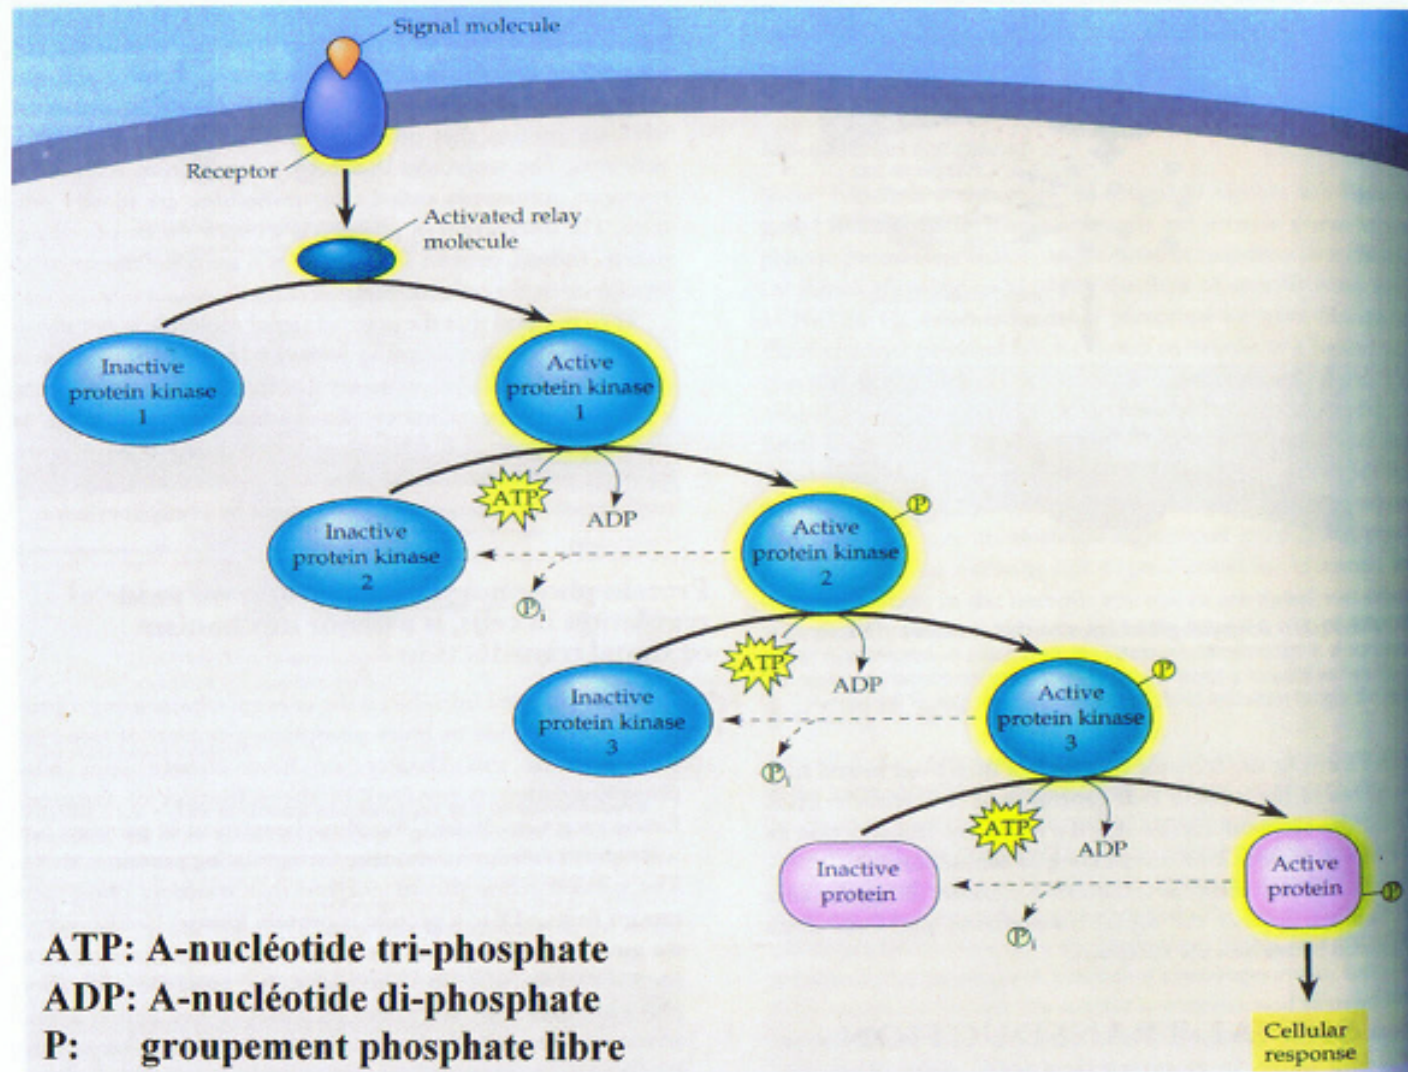 Signal molecule
Receptor
Activated relay
molecule
Inactive
protein kinase
1
Active
protein kinase
1
ATP
ADP
Inactive
protein kinase
2
Active
protein kinase
2
P
Pi
ATP
ADP
Inactive
protein kinase
3
Active
protein kinase
3
P
Pi
ATP
ADP
Inactive
protein
Active
protein
P
Pi
Cellular
response
ATP: A-nucléotide tri-phosphate
ADP: A-nucléotide di-phosphate
P: groupement phosphate libre